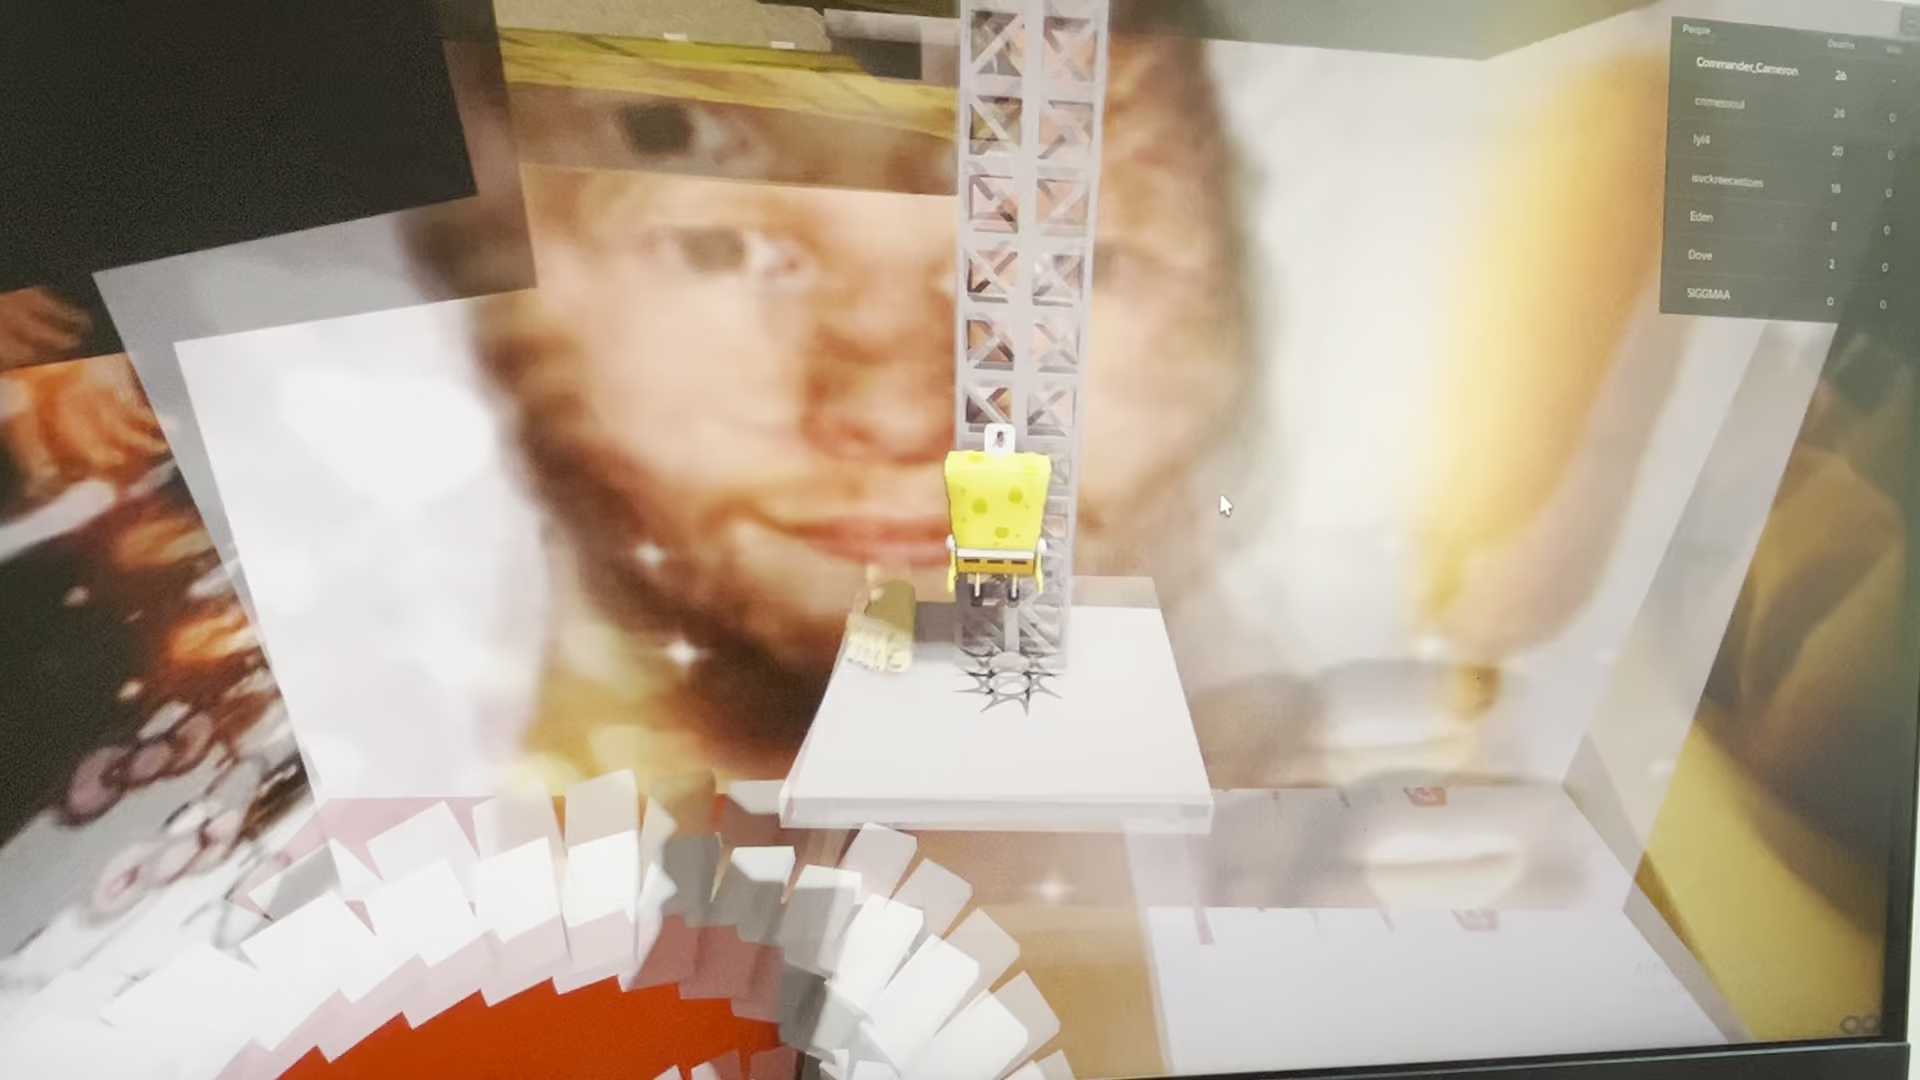 People Deaths
Commander_Cameron 26
crimessoul 24 0
lyl4 20 0
18 0
Eden 8 0
Dove 2 0
SIGGMAA 0 0